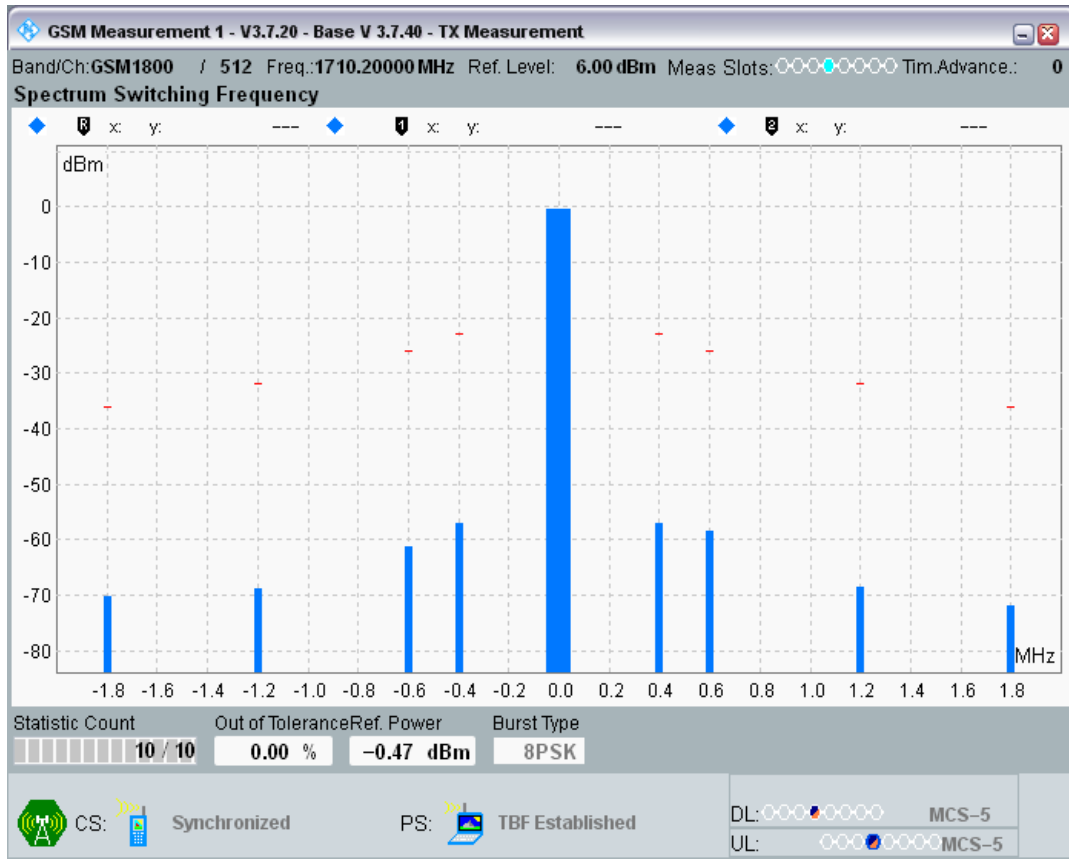 GSM Measurement 1 - V3.7.20 - Base V 3.7.40 - TX Measurement
Band/Ch:GSM1800 / 512 Freq.:1710.20000 MHz Ref. Level: 6.00 dBm Meas Slots: Tim.Advance.: 0
Spectrum Switching Frequency
R x: y: --- 1 x: y: --- 2 x: y: ---
dBm
0
-10
-20
-30
-40
-50
-60
-70
-80
MHz
-1.8 -1.6 -1.4 -1.2 -1.0 -0.8 -0.6 -0.4 -0.2 0.0 0.2 0.4 0.6 0.8 1.0 1.2 1.4 1.6 1.8
Statistic Count Out of Tolerance Ref. Power Burst Type
10 / 10 0.00 % −0.47 dBm 8PSK
CS: Synchronized PS: TBF Established
DL: MCS−5
UL: MCS−5